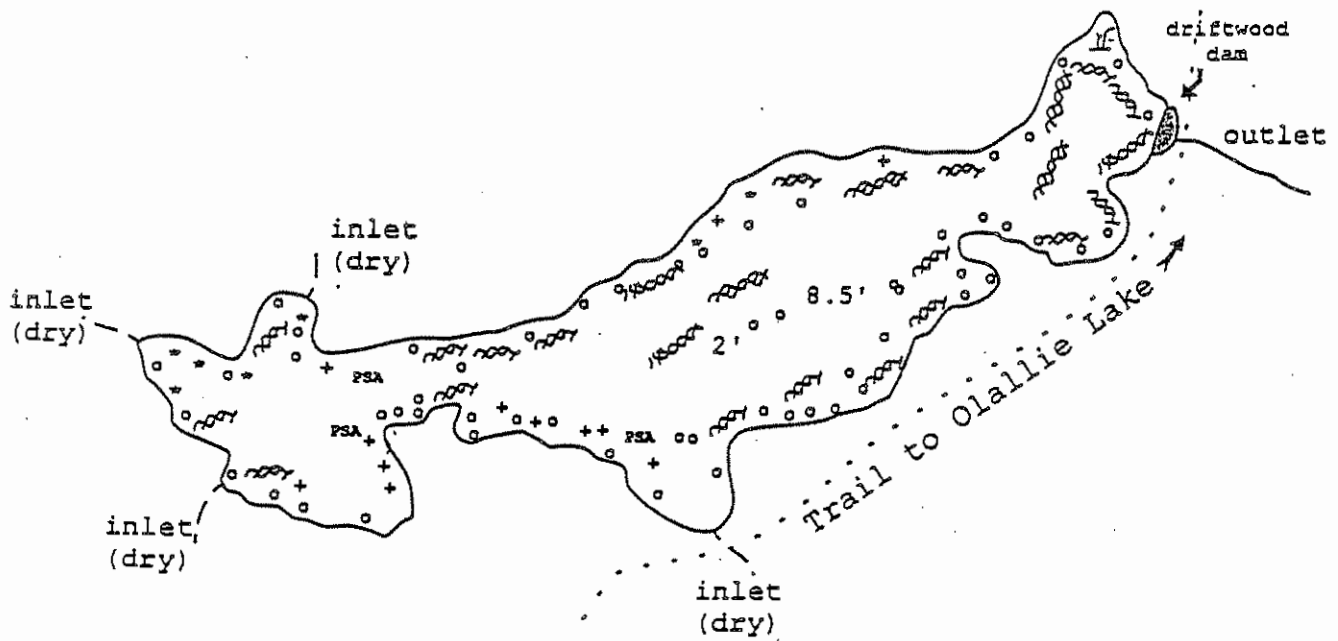 driftwood
dam
outlet
inlet
(dry)
inlet
(dry)
8.5'
2'
PSA
PSA
PSA
Trail to Olallie Lake
inlet
(dry)
inlet
(dry)